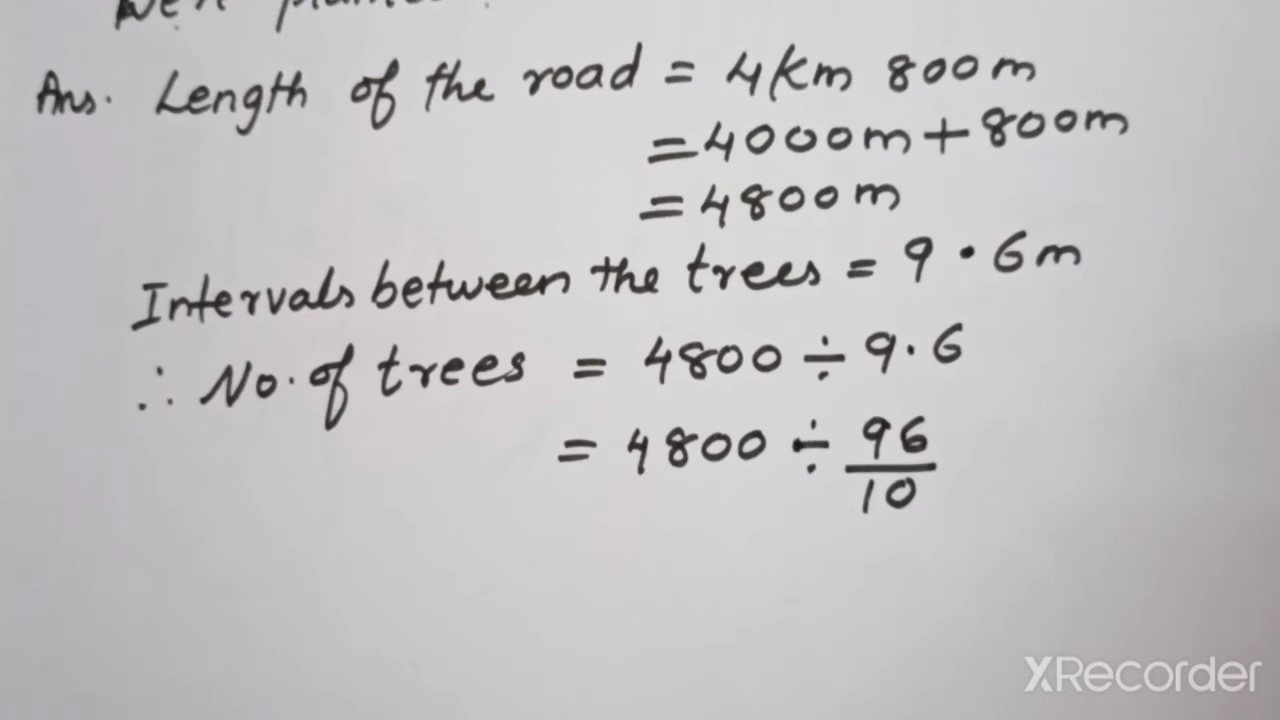 Ans. Length of the road = 4km 800m
= 4000m + 800m
= 4800m
Intervals between the trees = 9.6m
∴ No. of trees = 4800 ÷ 9.6
= 4800 ÷ 96/10
XRecorder